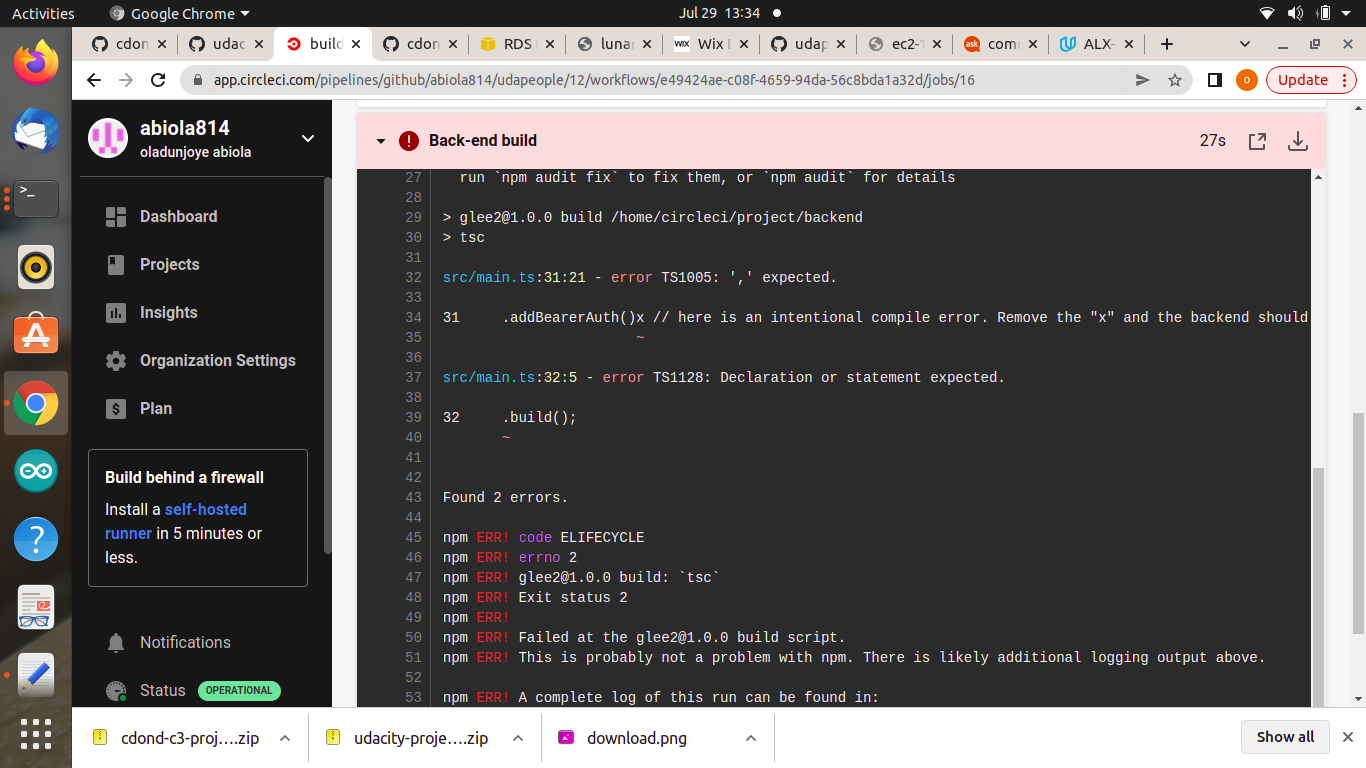 Activities
Google Chrome
Jul 29 13:34
cdon
udac
build
cdon
RDS
lunar
WiX
Wix E
udap
ec2-
ask
comm
ALX-
app.circleci.com/pipelines/github/abiola814/udapeople/12/workflows/e49424ae-c08f-4659-94da-56c8bda1a32d/jobs/16
o
Update
abiola814
oladunjoye abiola
Dashboard
Projects
Insights
Organization Settings
Plan
Build behind a firewall
Install a self-hosted
runner in 5 minutes or
less.
Notifications
Status OPERATIONAL
Back-end build
27s
27 run `npm audit fix` to fix them, or `npm audit` for details
28
29 > glee2@1.0.0 build /home/circleci/project/backend
30 > tsc
31
32 src/main.ts:31:21 - error TS1005: ',' expected.
33
34 31     .addBearerAuth()x // here is an intentional compile error. Remove the "x" and the backend should
35 ~
36
37 src/main.ts:32:5 - error TS1128: Declaration or statement expected.
38
39 32     .build();
40 ~
41
42
43 Found 2 errors.
44
45 npm ERR! code ELIFECYCLE
46 npm ERR! errno 2
47 npm ERR! glee2@1.0.0 build: `tsc`
48 npm ERR! Exit status 2
49 npm ERR!
50 npm ERR! Failed at the glee2@1.0.0 build script.
51 npm ERR! This is probably not a problem with npm. There is likely additional logging output above.
52
53 npm ERR! A complete log of this run can be found in:
cdond-c3-proj....zip
udacity-proje....zip
download.png
Show all